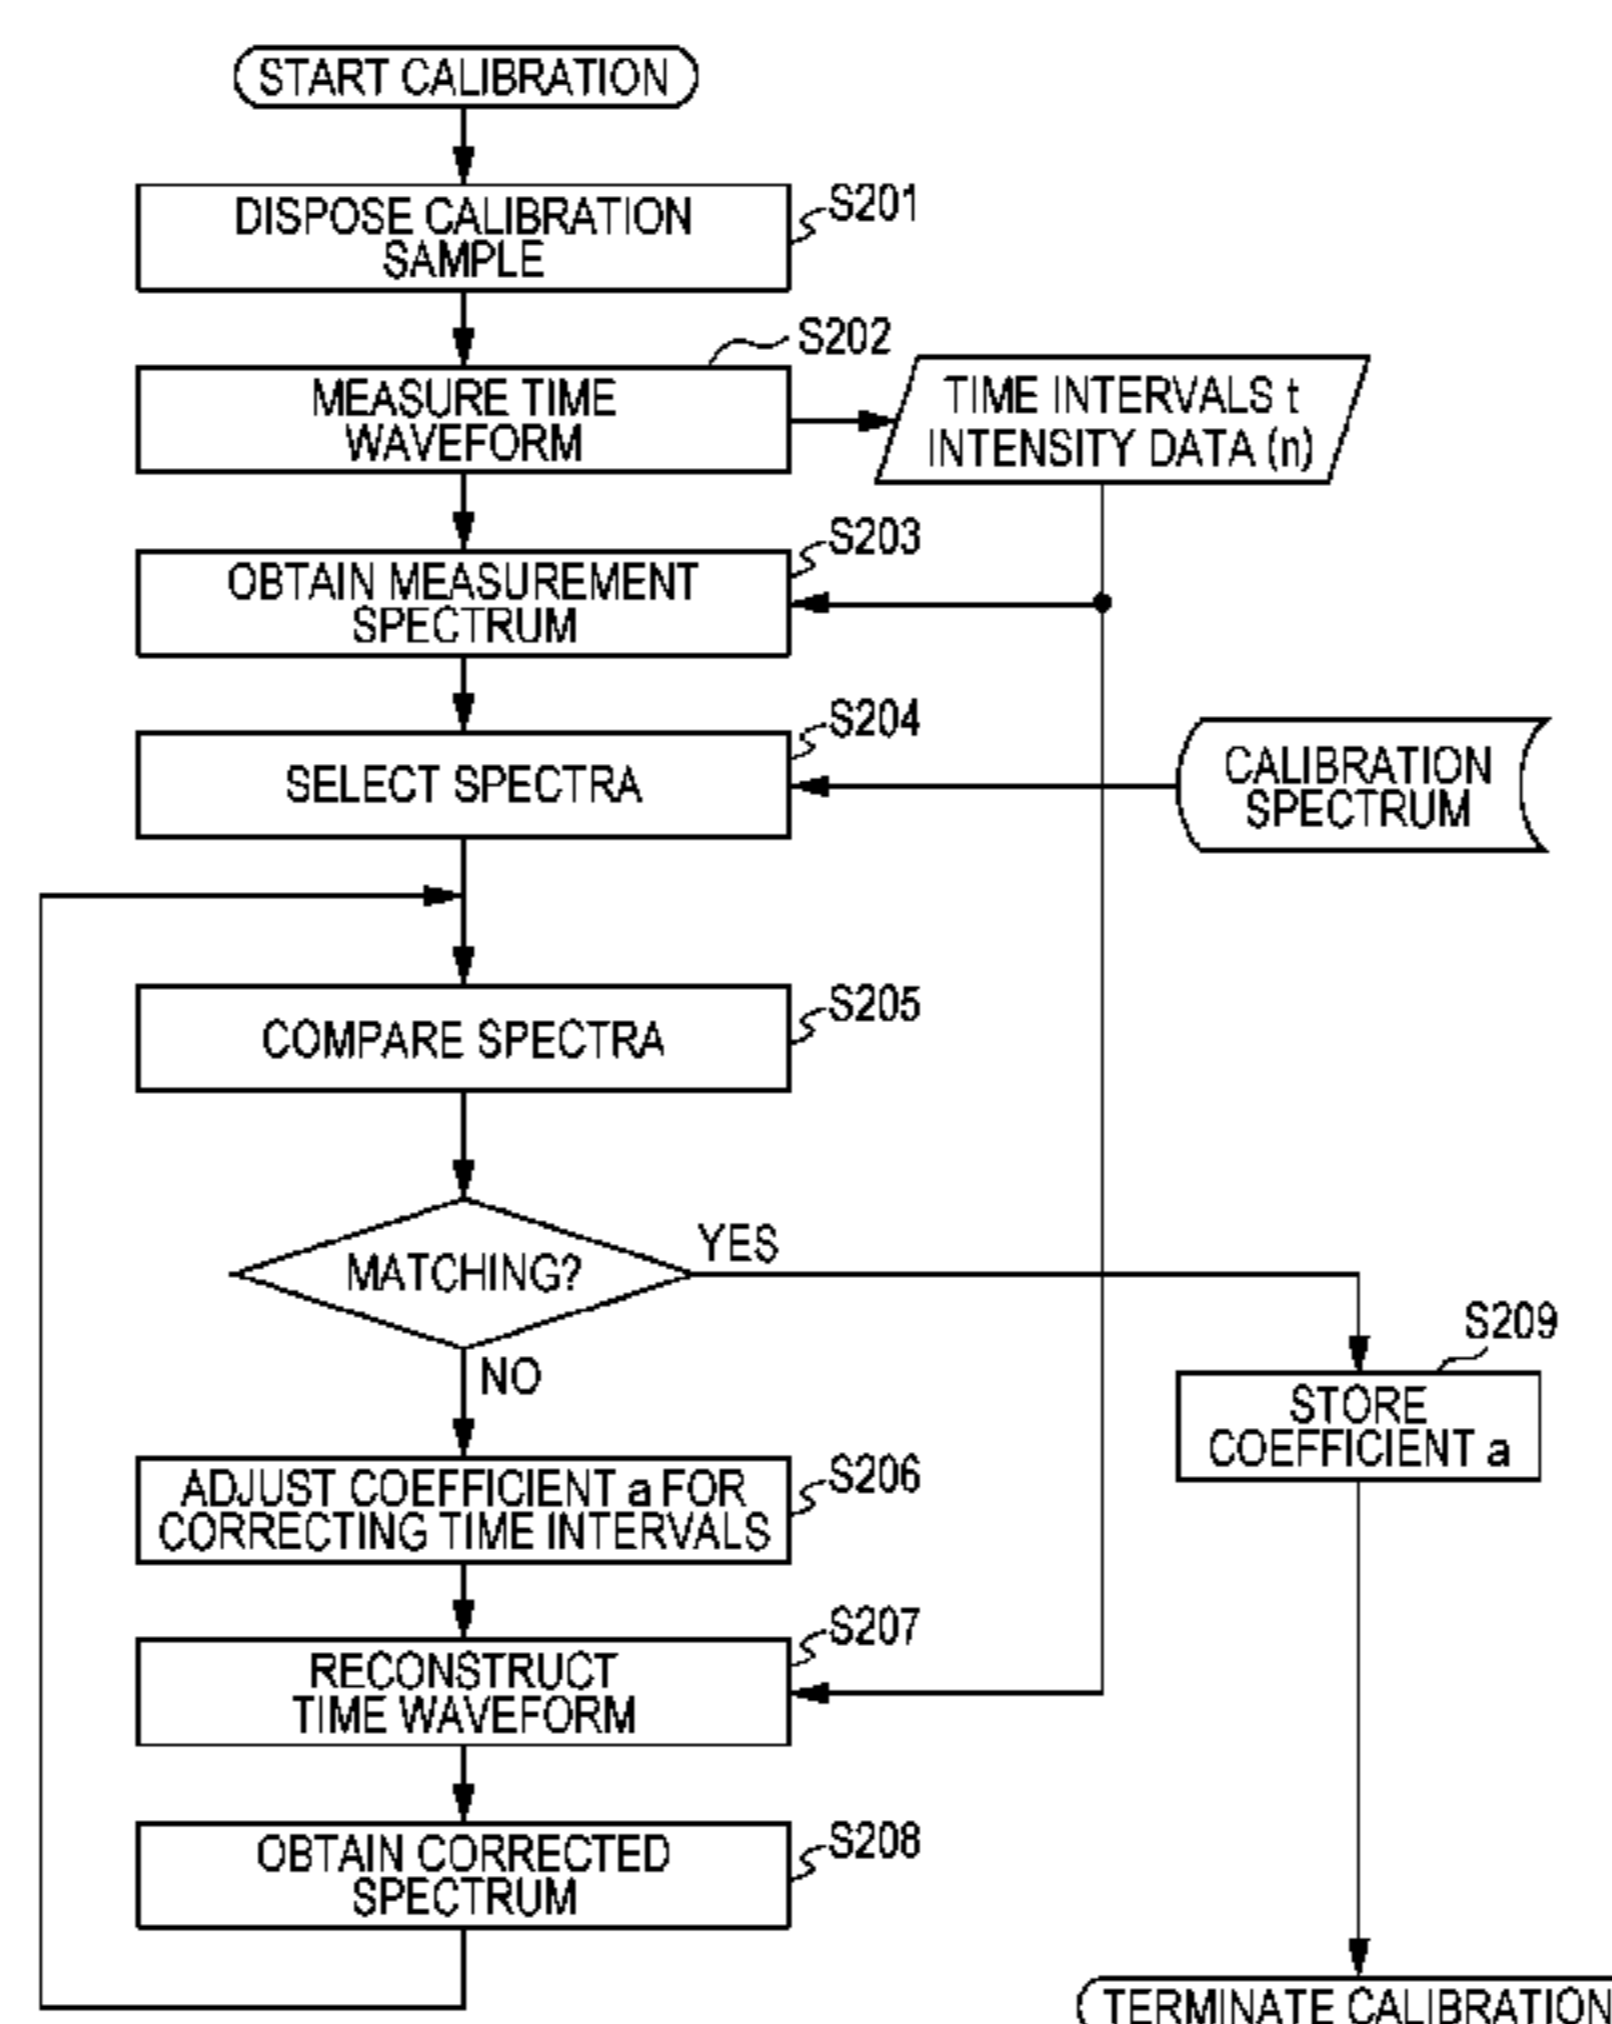 START CALIBRATION
DISPOSE CALIBRATION
SAMPLE
S201
S202
MEASURE TIME
WAVEFORM
TIME INTERVALS t
INTENSITY DATA (n)
S203
OBTAIN MEASUREMENT
SPECTRUM
S204
SELECT SPECTRA
CALIBRATION
SPECTRUM
S205
COMPARE SPECTRA
MATCHING?
YES
NO
S209
STORE
COEFFICIENT a
S206
ADJUST COEFFICIENT a FOR
CORRECTING TIME INTERVALS
S207
RECONSTRUCT
TIME WAVEFORM
S208
OBTAIN CORRECTED
SPECTRUM
TERMINATE CALIBRATION